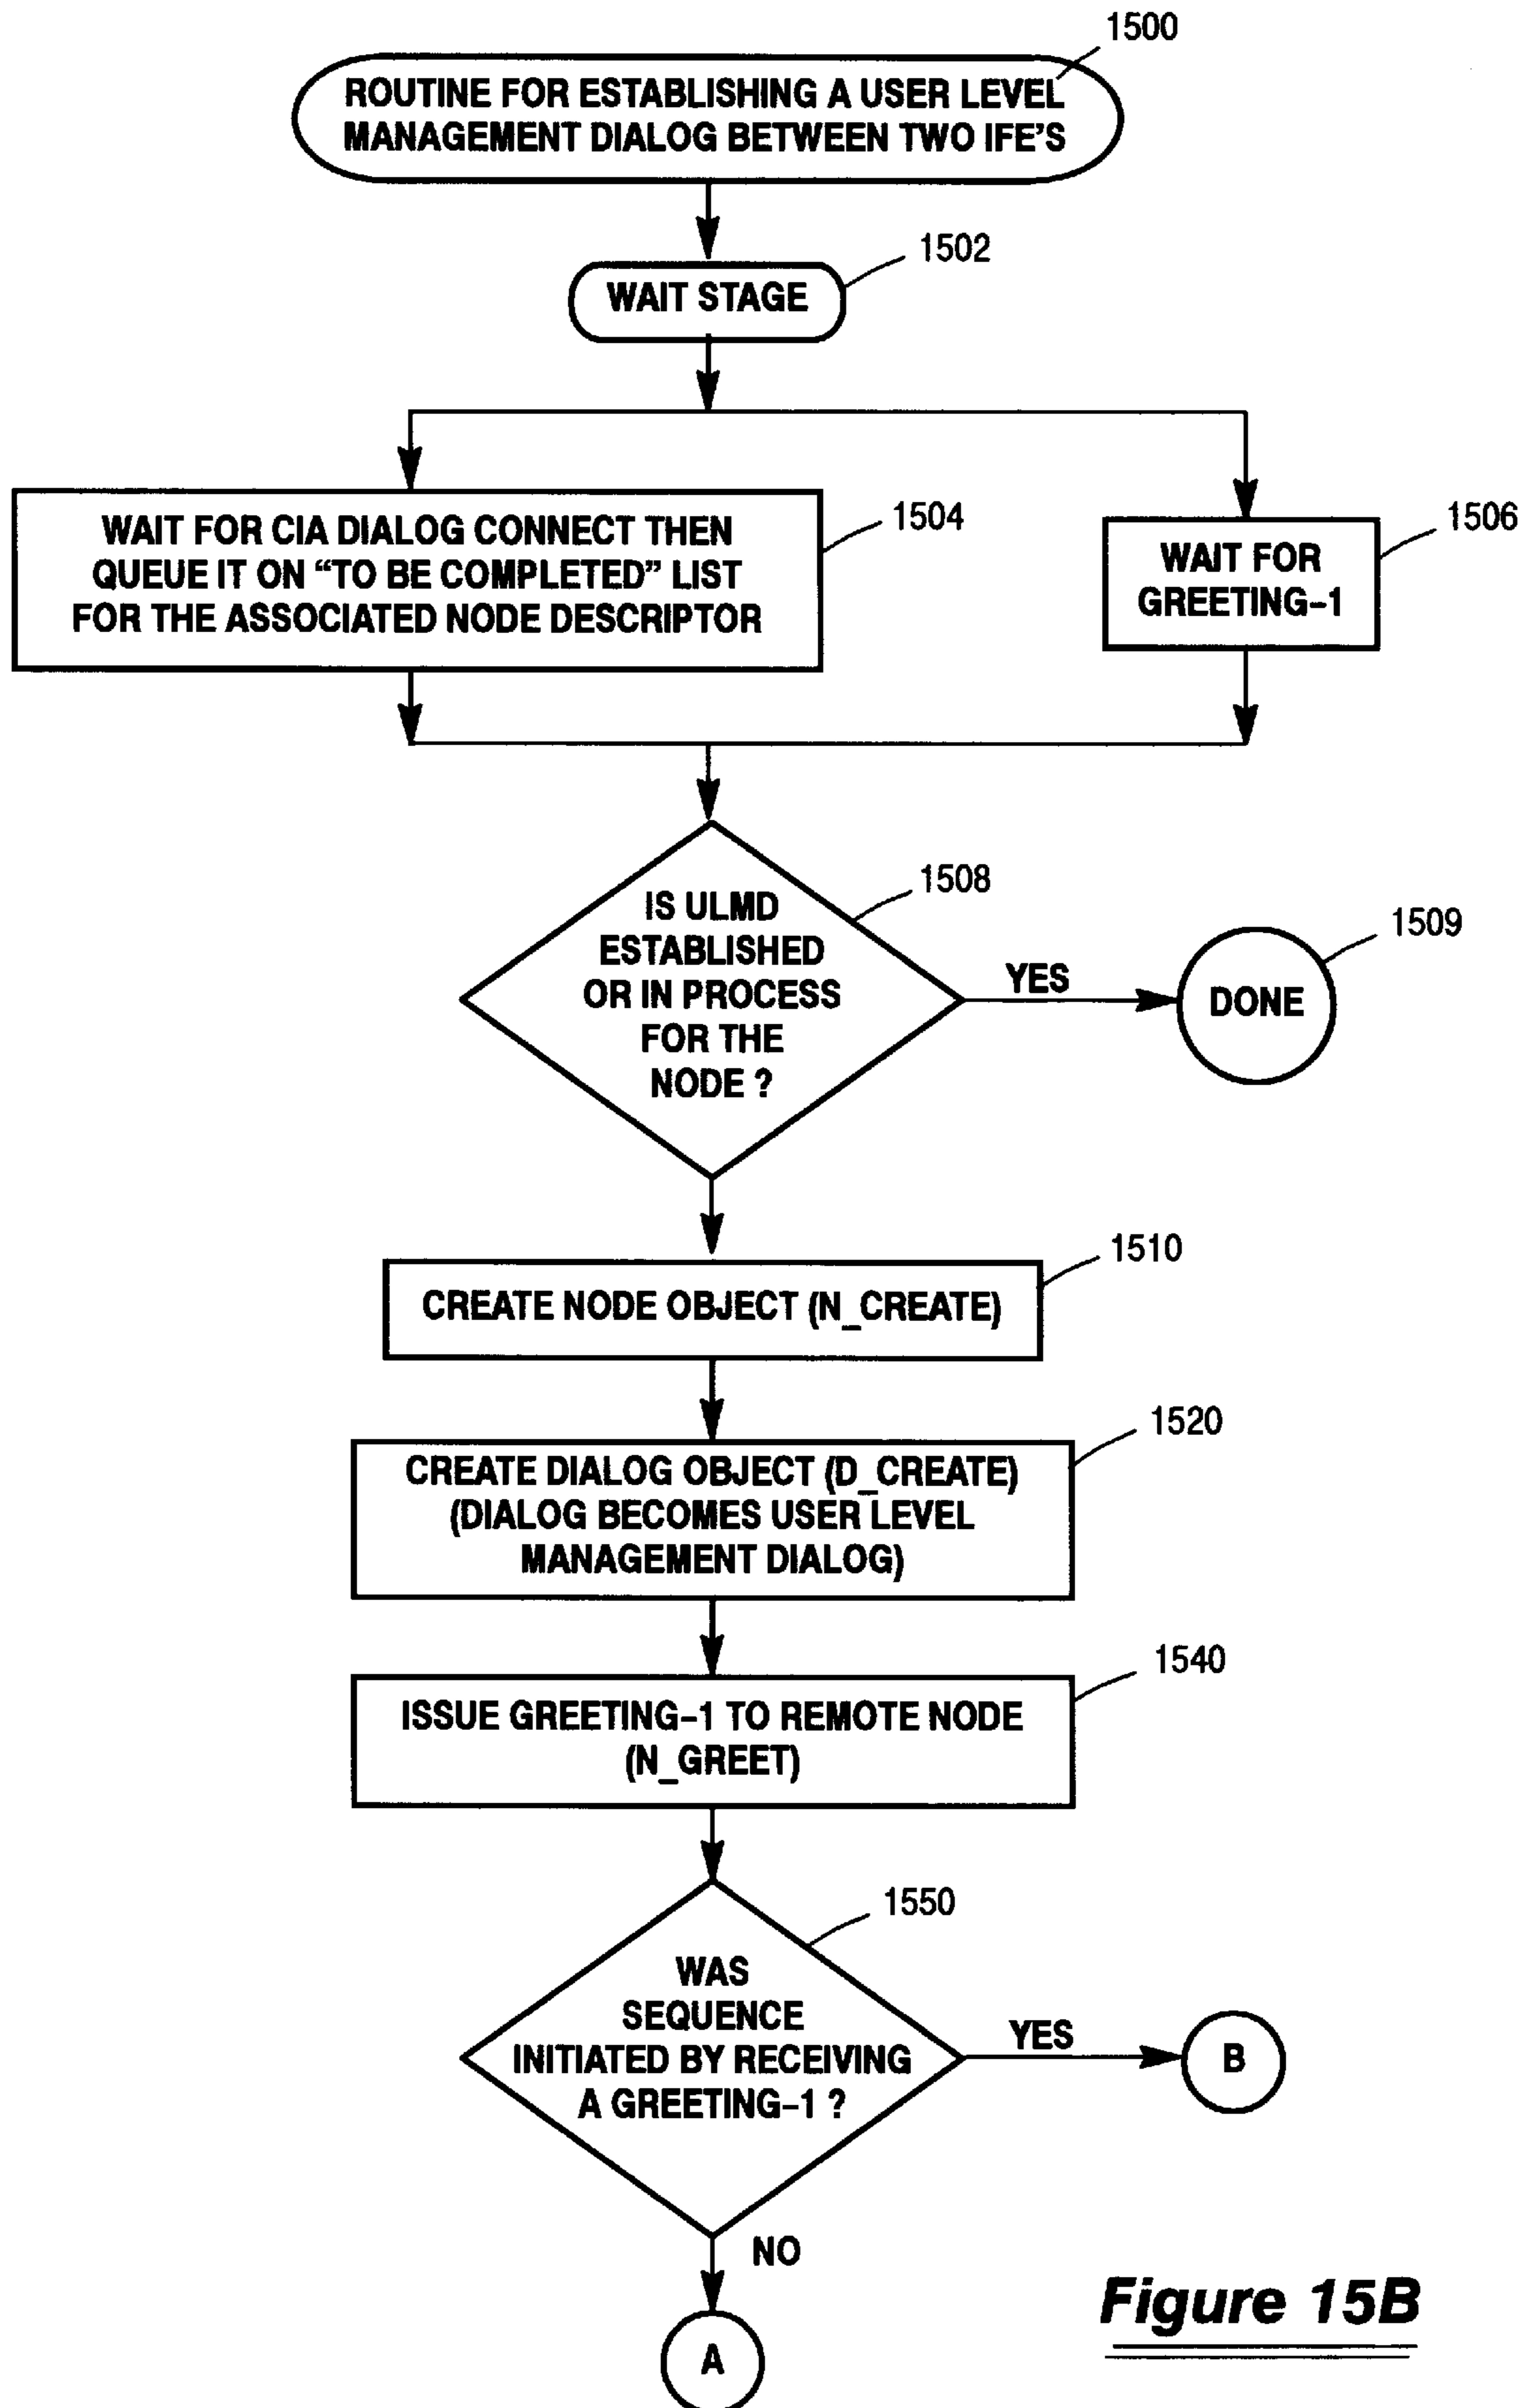 1500
ROUTINE FOR ESTABLISHING A USER LEVEL
MANAGEMENT DIALOG BETWEEN TWO IFE'S
1502
WAIT STAGE
1504
WAIT FOR CIA DIALOG CONNECT THEN
QUEUE IT ON “TO BE COMPLETED” LIST
FOR THE ASSOCIATED NODE DESCRIPTOR
1506
WAIT FOR
GREETING-1
1508
IS ULMD
ESTABLISHED
OR IN PROCESS
FOR THE
NODE ?
YES
1509
DONE
1510
CREATE NODE OBJECT (N_CREATE)
1520
CREATE DIALOG OBJECT (D_CREATE)
(DIALOG BECOMES USER LEVEL
MANAGEMENT DIALOG)
1540
ISSUE GREETING-1 TO REMOTE NODE
(N_GREET)
1550
WAS
SEQUENCE
INITIATED BY RECEIVING
A GREETING-1 ?
YES
B
NO
A
Figure 15B